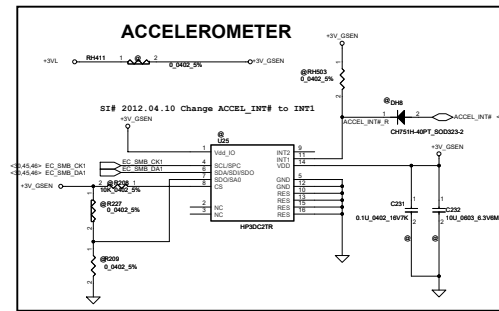 ACCELEROMETER
+3V_GSEN
+3VL
RH411
1
@
2
+3V_GSEN
0_0402_5%
@RH503
0_0402_5%
1
2
SI# 2012.04.10 Change ACCEL_INT# to INT1
@DH8
1
2
ACCEL_INT#
ACCEL_INT#_R
CH751H-40PT_SOD323-2
+3V_GSEN
@
U25
1
Vdd_IO
INT2
9
INT1
11
VDD
14
+3V_GSEN
<30,45,46> EC_SMB_CK1
EC_SMB_CK1
4
SCL/SPC
<30,45,46> EC_SMB_DA1
EC_SMB_DA1
6
SDA/SDI/SDO
7
SDO/SA0
8
CS
GND
5
GND
12
RES
10
RES
13
RES
15
RES
16
2
NC
3
NC
HP3DC2TR
+3V_GSEN
@R208
10K_0402_5%
@R227
0_0402_5%
@R209
0_0402_5%
C231
0.1U_0402_16V7K
@
C232
10U_0603_6.3V6M
@